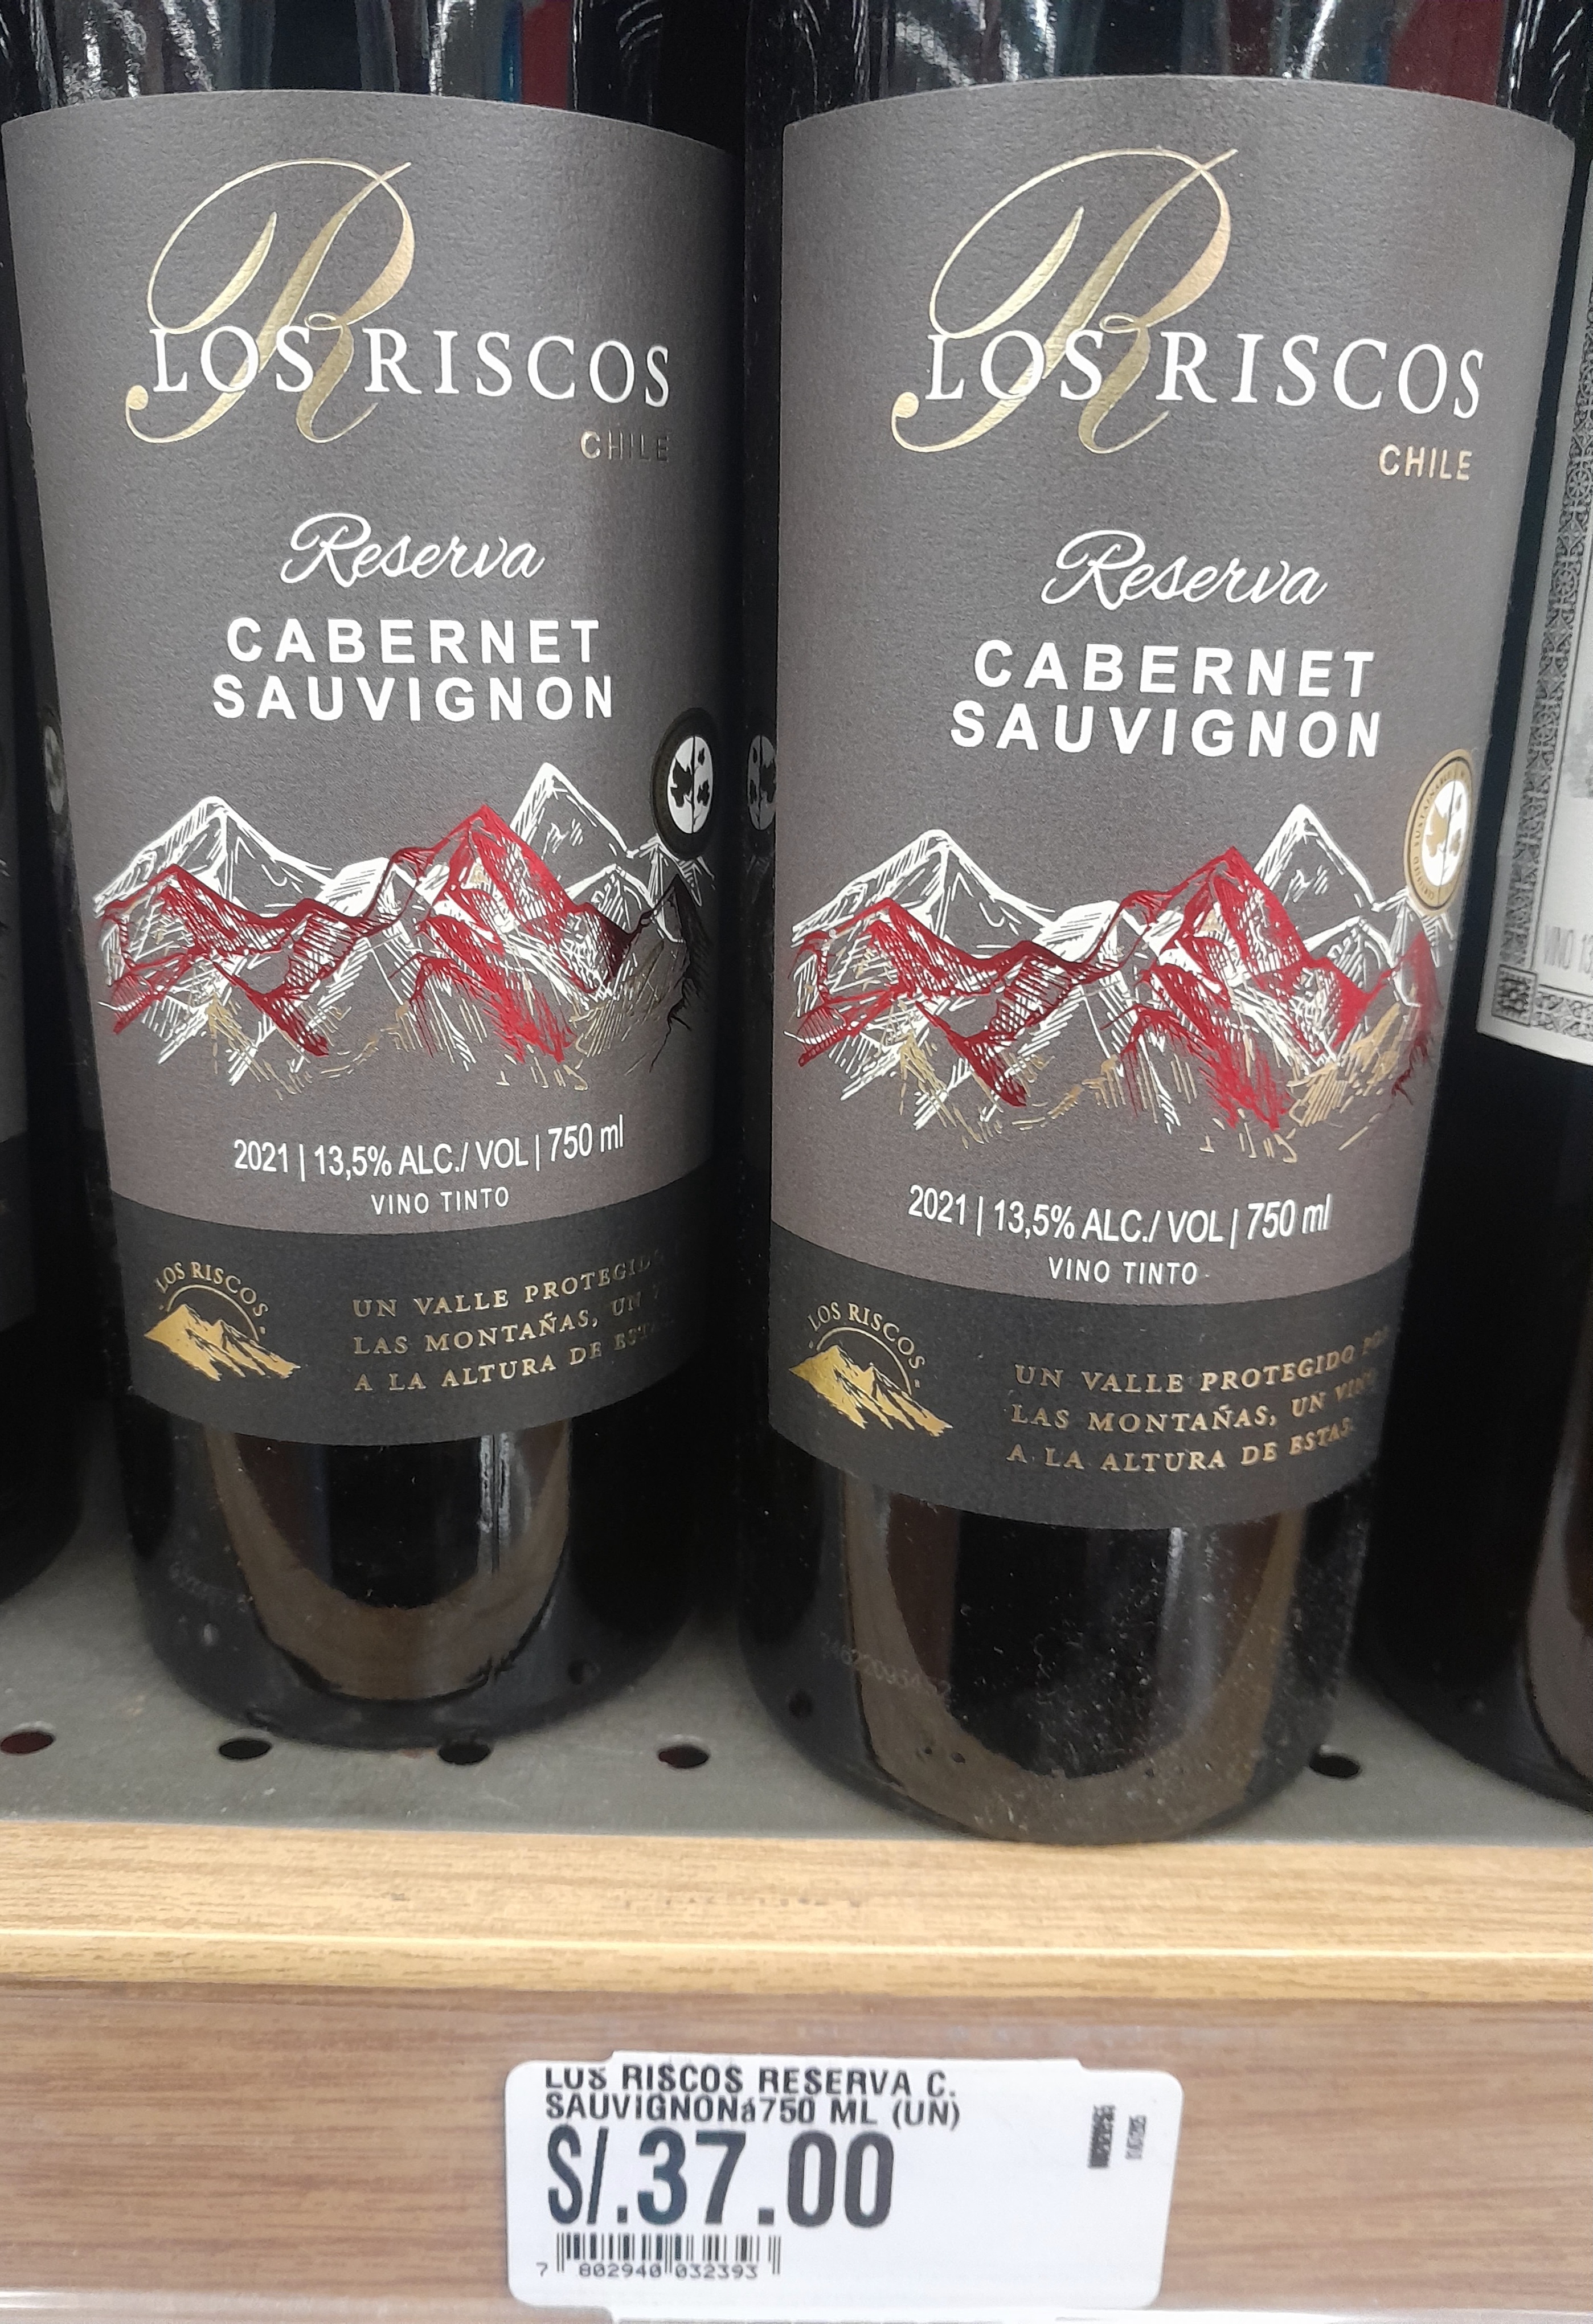 LOS RISCOS
CHILE
Reserva
CABERNET
SAUVIGNON
2021 | 13,5% ALC./ VOL | 750 ml
VINO TINTO
LOS RISCOS
UN VALLE PROTEGIDO
LAS MONTAÑAS, UN
A LA ALTURA DE
LOS RISCOS
CHILE
Reserva
CABERNET
SAUVIGNON
CERTIFIED SUSTAINABLE
2021 | 13,5% ALC./ VOL | 750 ml
VINO TINTO
LOS RISCOS
UN VALLE PROTEGIDO POR
LAS MONTAÑAS, UN VINO
A LA ALTURA DE ESTAS.
VINO
LOS RISCOS RESERVA C.
SAUVIGNONá750 ML (UN)
S/.37.00
7 802940 032393